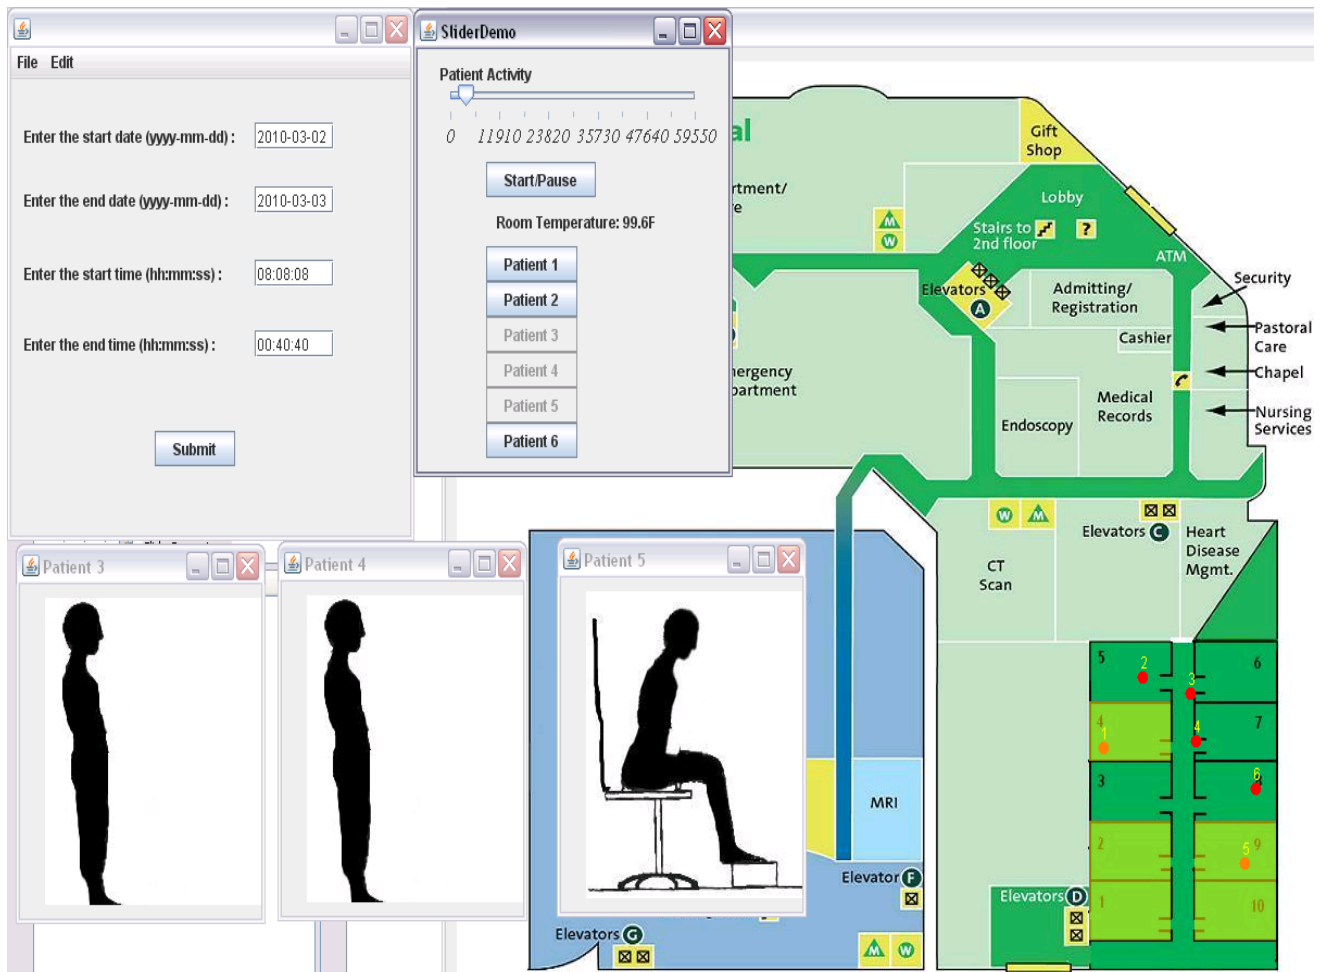 File Edit
Enter the start date (yyyy-mm-dd) : 2010-03-02
Enter the end date (yyyy-mm-dd) : 2010-03-03
Enter the start time (hh:mm:ss) : 08:08:08
Enter the end time (hh:mm:ss) : 00:40:40
Submit
SliderDemo
Patient Activity
0 11910 23820 35730 47640 59550
Start/Pause
Room Temperature: 99.6F
Patient 1
Patient 2
Patient 3
Patient 4
Patient 5
Patient 6
al
rtment/
M
W
Gift
Shop
Lobby
Stairs to
2nd floor
?
ATM
Elevators
A
Admitting/
Registration
Cashier
Security
Pastoral
Care
Chapel
Nursing
Services
mergency
partment
Endoscopy
Medical
Records
W M
Elevators C
CT
Scan
Heart
Disease
Mgmt.
Patient 3
Patient 4
Patient 5
MRI
Elevator F
Elevators G
M W
Elevators D
5 2 6
3
4 1 4 7
3 6
2 5 9
1 10